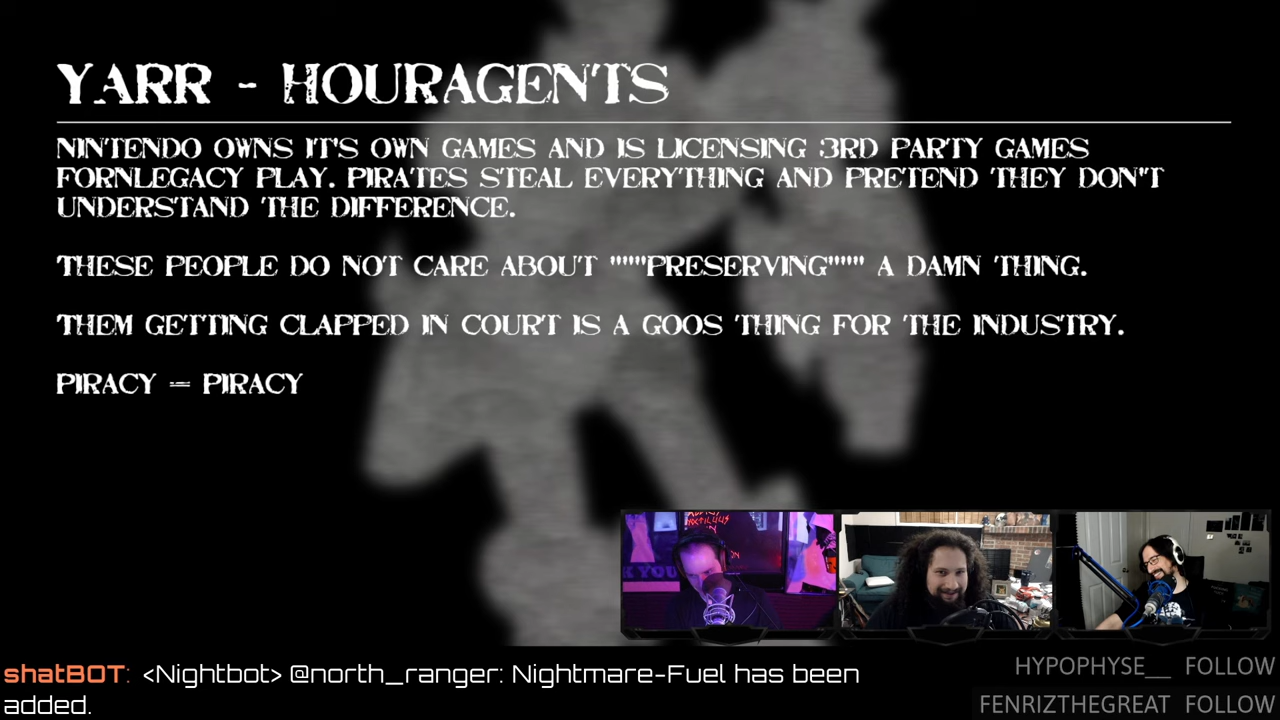 YARR - HOURAGENTS
NINTENDO OWNS IT'S OWN GAMES AND IS LICENSING 3RD PARTY GAMES
FORNLEGACY PLAY. PIRATES STEAL EVERYTHING AND PRETEND THEY DON'T
UNDERSTAND THE DIFFERENCE.
THESE PEOPLE DO NOT CARE ABOUT """PRESERVING""" A DAMN THING.
THEM GETTING CLAPPED IN COURT IS A GOOS THING FOR THE INDUSTRY.
PIRACY = PIRACY
shatBOT: <Nightbot> @north_ranger: Nightmare-Fuel has been
added.
HYPOPHYSE__ FOLLOW
FENRIZTHEGREAT FOLLOW